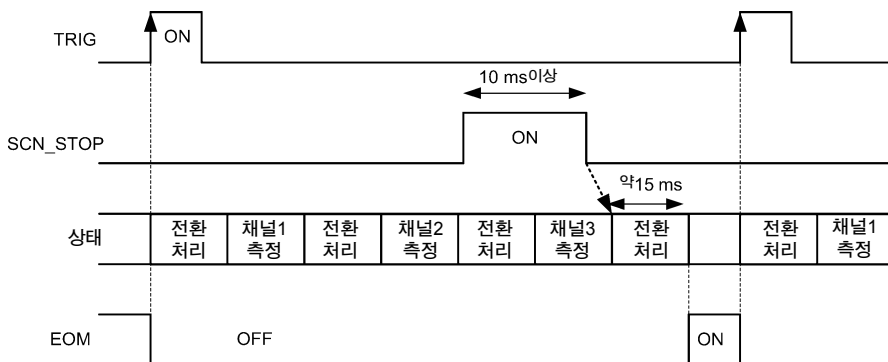 TRIG
ON
10 ms이상
SCN_STOP
ON
약15 ms
상태
전환
처리
채널1
측정
전환
처리
채널2
측정
전환
처리
채널3
측정
전환
처리
전환
처리
채널1
측정
EOM
OFF
ON